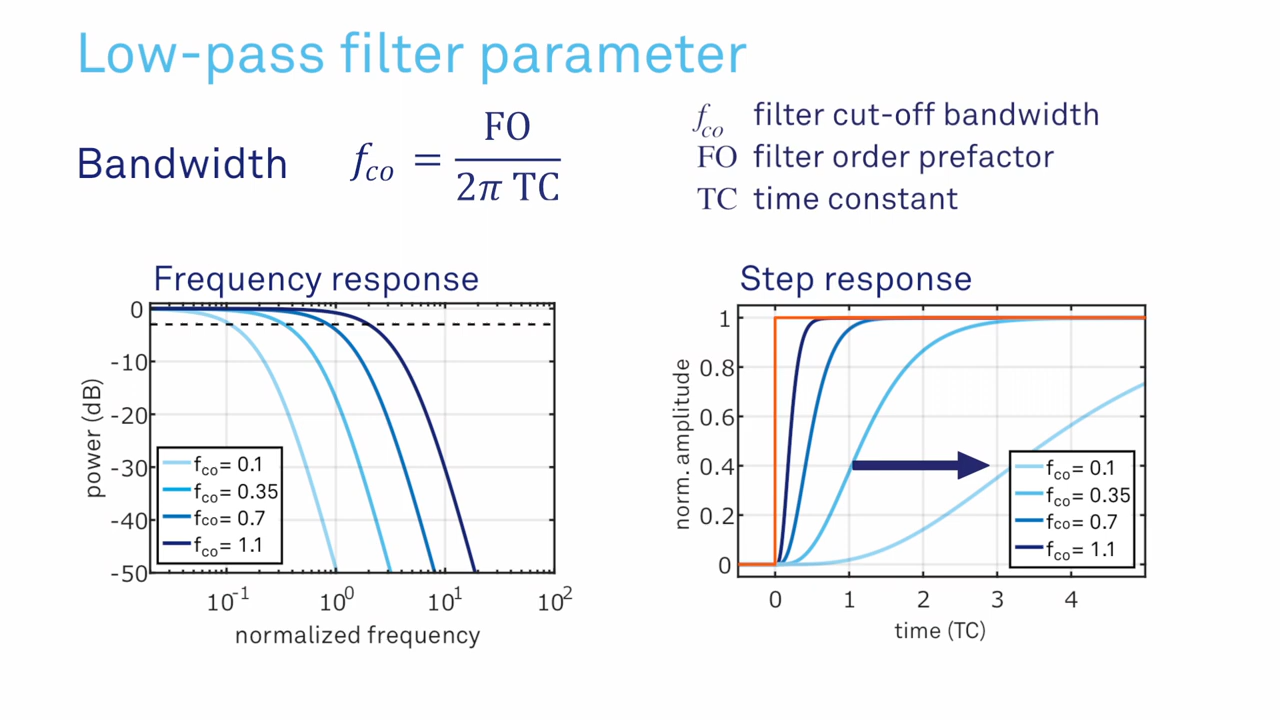 Low-pass filter parameter
Bandwidth f_co = FO / 2π TC
f_co filter cut-off bandwidth
FO filter order prefactor
TC time constant
Frequency response
0
-10
-20
-30
-40
-50
power (dB)
f_co= 0.1
f_co= 0.35
f_co= 0.7
f_co= 1.1
10^-1 10^0 10^1 10^2
normalized frequency
Step response
1
0.8
0.6
0.4
0.2
0
norm. amplitude
f_co= 0.1
f_co= 0.35
f_co= 0.7
f_co= 1.1
0 1 2 3 4
time (TC)